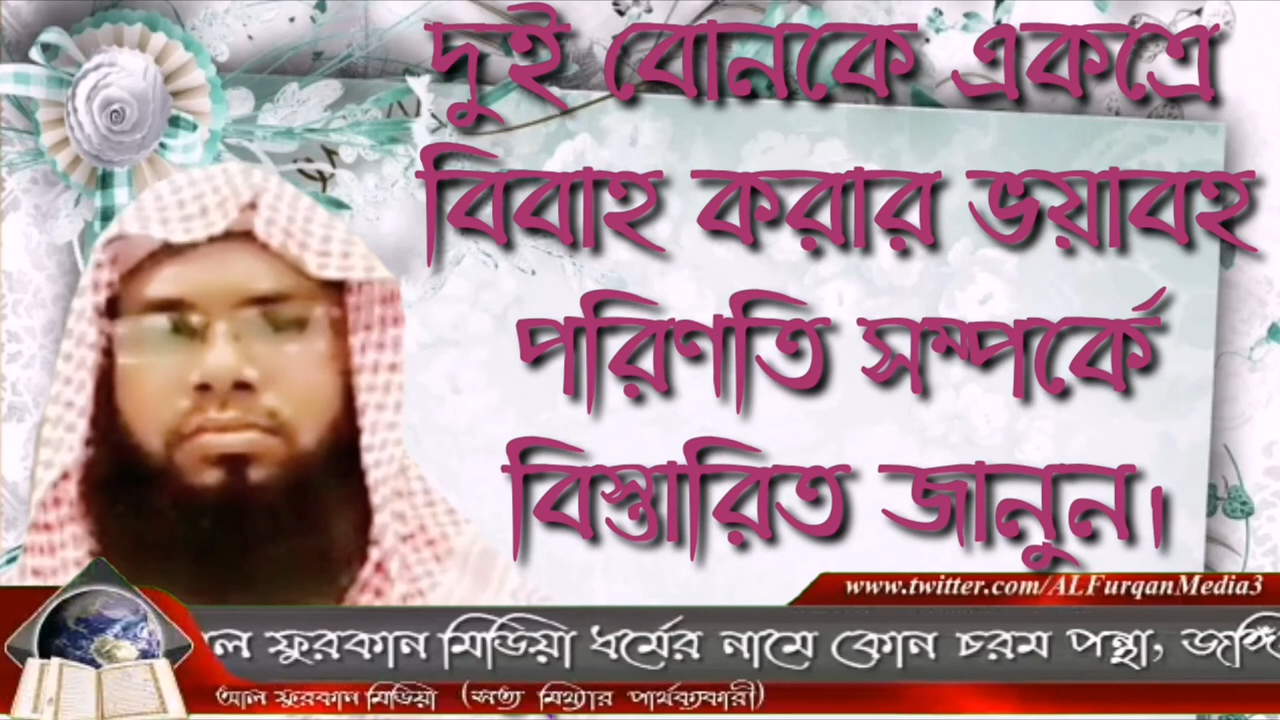 দুই বোনকে একত্রে
বিবাহ করার ভয়াবহ
পরিণতি সম্পর্কে
বিস্তারিত জানুন।
www.twitter.com/ALFurqanMedia3
ল ফুরকান মিডিয়া ধর্মের নামে কোন চরম পন্থা, জঙ্গি
আল ফুরকান মিডিয়া (সত্য মিথ্যার পার্থক্যকারী)